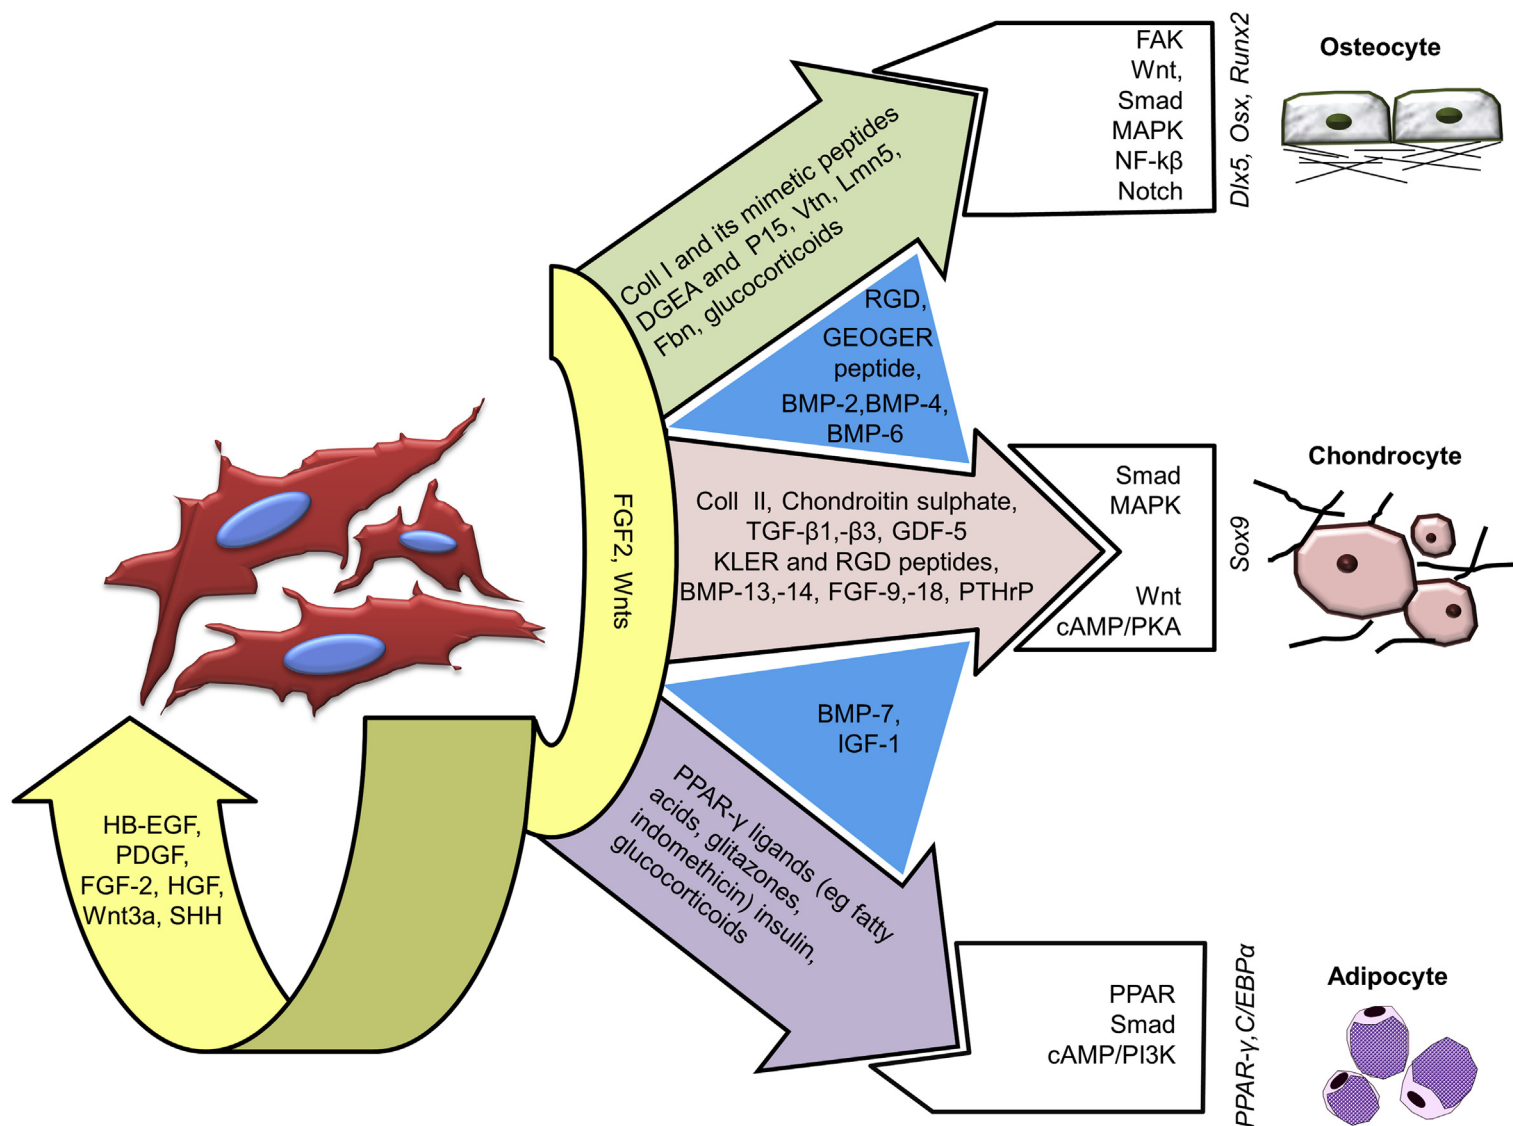 FAK
Wnt,
Smad
MAPK
NF-kβ
Notch
Dlx5, Osx, Runx2
Osteocyte
Coll I and its mimetic peptides
DGEA and P15, Vtn, Lmn5,
Fbn, glucocorticoids
RGD,
GEOGER
peptide,
BMP-2,BMP-4,
BMP-6
FGF2, Wnts
Coll II, Chondroitin sulphate,
TGF-β1,-β3, GDF-5
KLER and RGD peptides,
BMP-13,-14, FGF-9,-18, PTHrP
Smad
MAPK
Wnt
cAMP/PKA
Sox9
Chondrocyte
BMP-7,
IGF-1
HB-EGF,
PDGF,
FGF-2, HGF,
Wnt3a, SHH
PPAR-γ ligands (eg fatty
acids, glitazones,
indomethicin) insulin,
glucocorticoids
PPAR
Smad
cAMP/PI3K
PPAR-γ,C/EBPα
Adipocyte